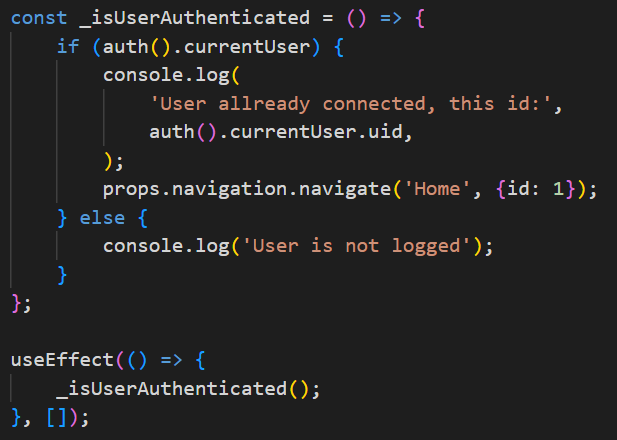 const _isUserAuthenticated = () => {
    if (auth().currentUser) {
        console.log(
            'User allready connected, this id:',
            auth().currentUser.uid,
        );
        props.navigation.navigate('Home', {id: 1});
    } else {
        console.log('User is not logged');
    }
};

useEffect(() => {
    _isUserAuthenticated();
}, []);